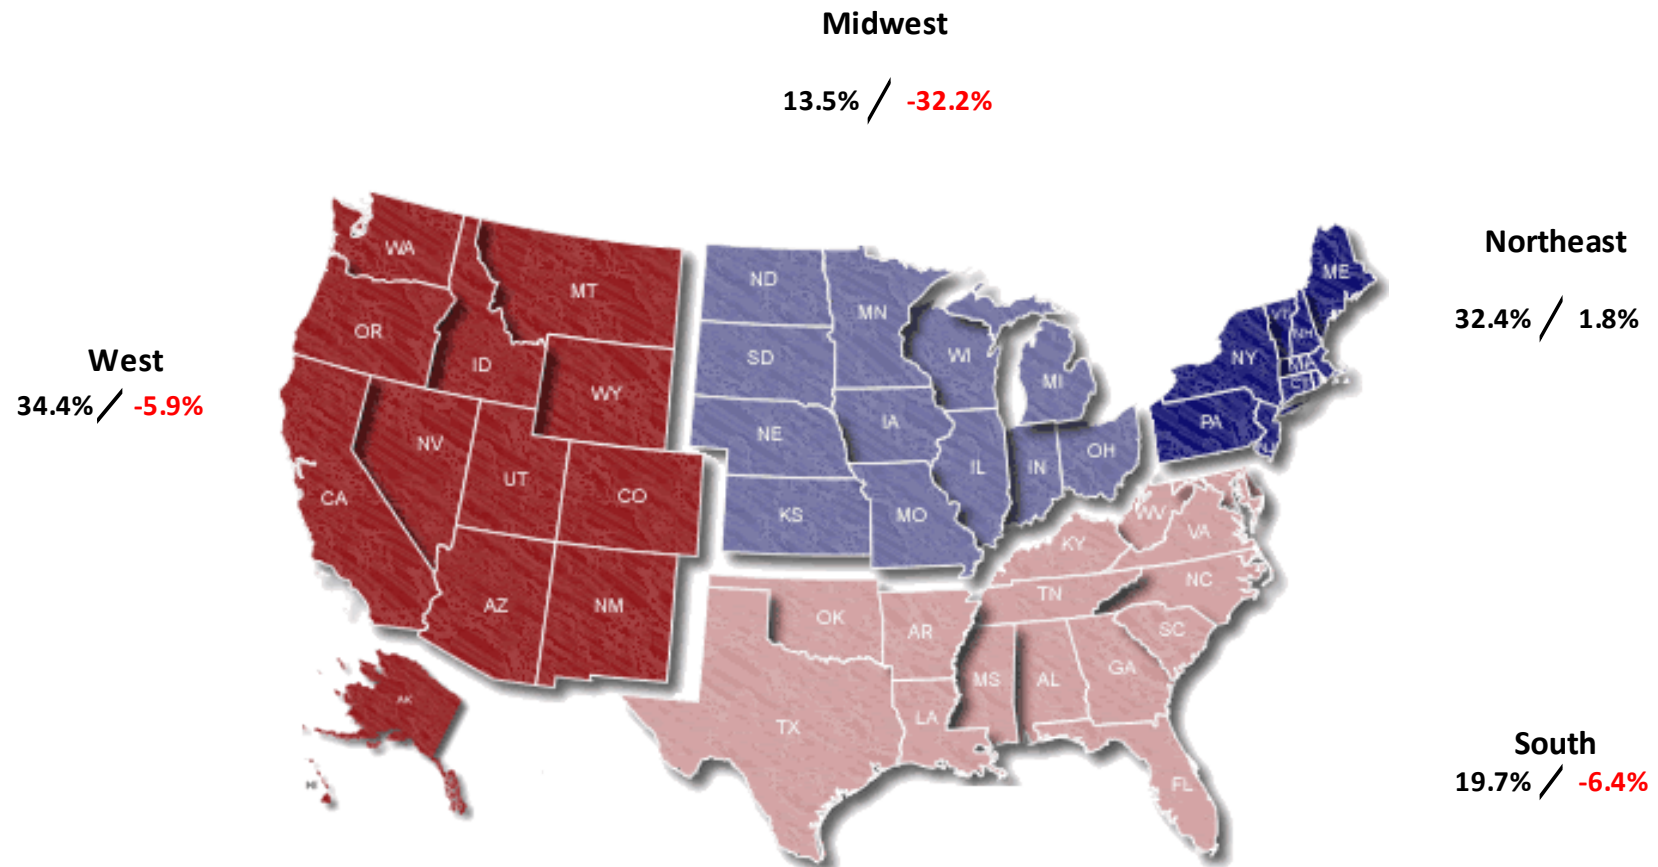 Midwest
13.5% / -32.2%
Northeast
32.4% / 1.8%
West
34.4% / -5.9%
South
19.7% / -6.4%
WA
MT
ND
MN
ME
OR
ID
SD
WI
VT
NH
NY
MI
MA
CT
WY
NE
IA
PA
NJ
NV
UT
CO
IL
IN
OH
CA
KS
MO
WV
VA
KY
AZ
NM
OK
AR
TN
NC
SC
MS
AL
GA
TX
LA
FL
AK
HI